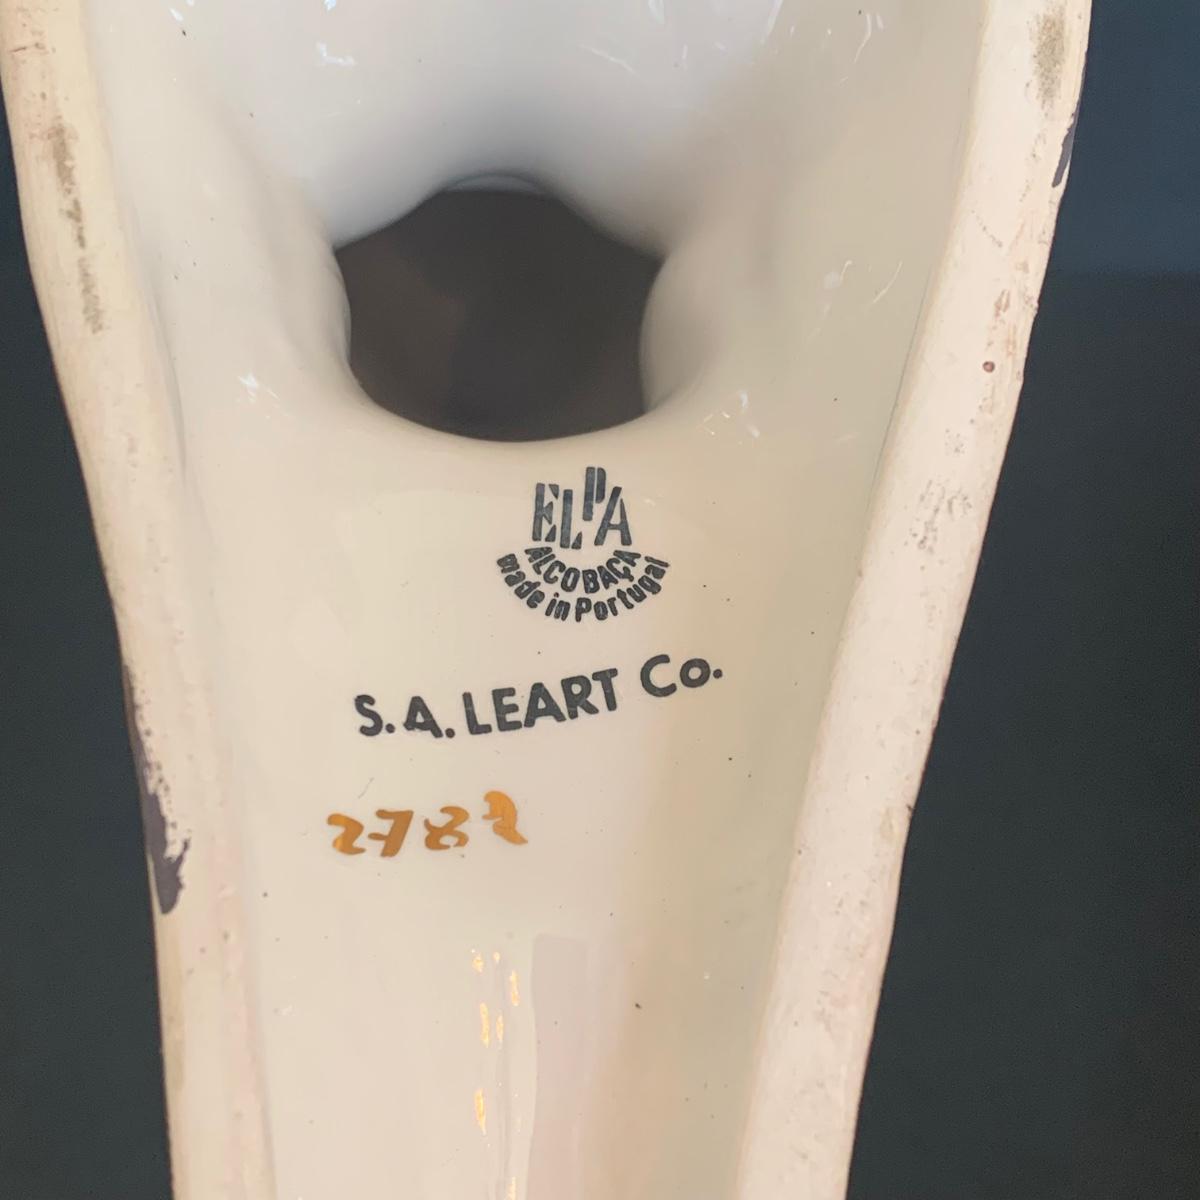 ELPA
ALCOBAÇA
made in Portugal
S.A. LEART Co.
2782